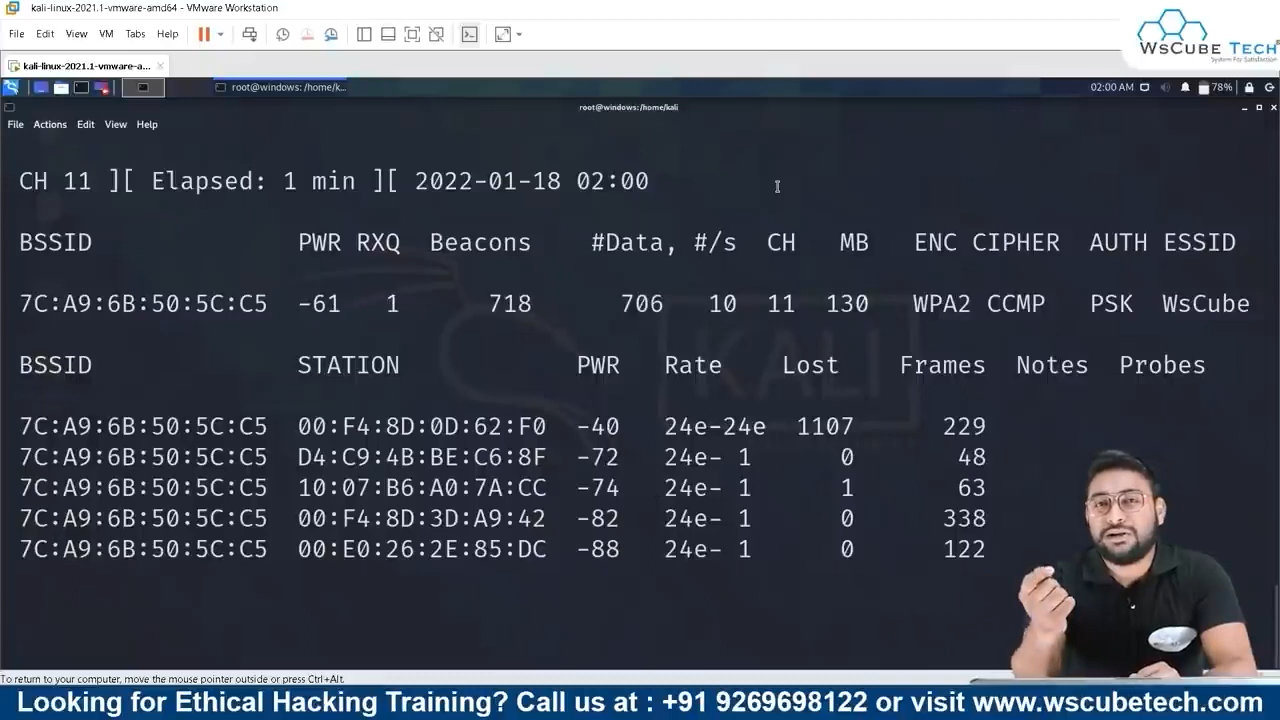 kali-linux-2021.1-vmware-amd64 - VMware Workstation
File Edit View VM Tabs Help
WsCube Tech
System For Satisfaction
kali-linux-2021.1-vmware-a...
root@windows: /home/k...
02:00 AM
78%
root@windows:/home/kali
File Actions Edit View Help
CH 11 ][ Elapsed: 1 min ][ 2022-01-18 02:00
BSSID PWR RXQ Beacons #Data, #/s CH MB ENC CIPHER AUTH ESSID
7C:A9:6B:50:5C:C5 -61 1 718 706 10 11 130 WPA2 CCMP PSK WsCube
BSSID STATION PWR Rate Lost Frames Notes Probes
7C:A9:6B:50:5C:C5 00:F4:8D:0D:62:F0 -40 24e-24e 1107 229
7C:A9:6B:50:5C:C5 D4:C9:4B:BE:C6:8F -72 24e- 1 0 48
7C:A9:6B:50:5C:C5 10:07:B6:A0:7A:CC -74 24e- 1 1 63
7C:A9:6B:50:5C:C5 00:F4:8D:3D:A9:42 -82 24e- 1 0 338
7C:A9:6B:50:5C:C5 00:E0:26:2E:85:DC -88 24e- 1 0 122
KALI
To return to your computer, move the mouse pointer outside or press Ctrl+Alt.
Looking for Ethical Hacking Training? Call us at : +91 9269698122 or visit www.wscubetech.com